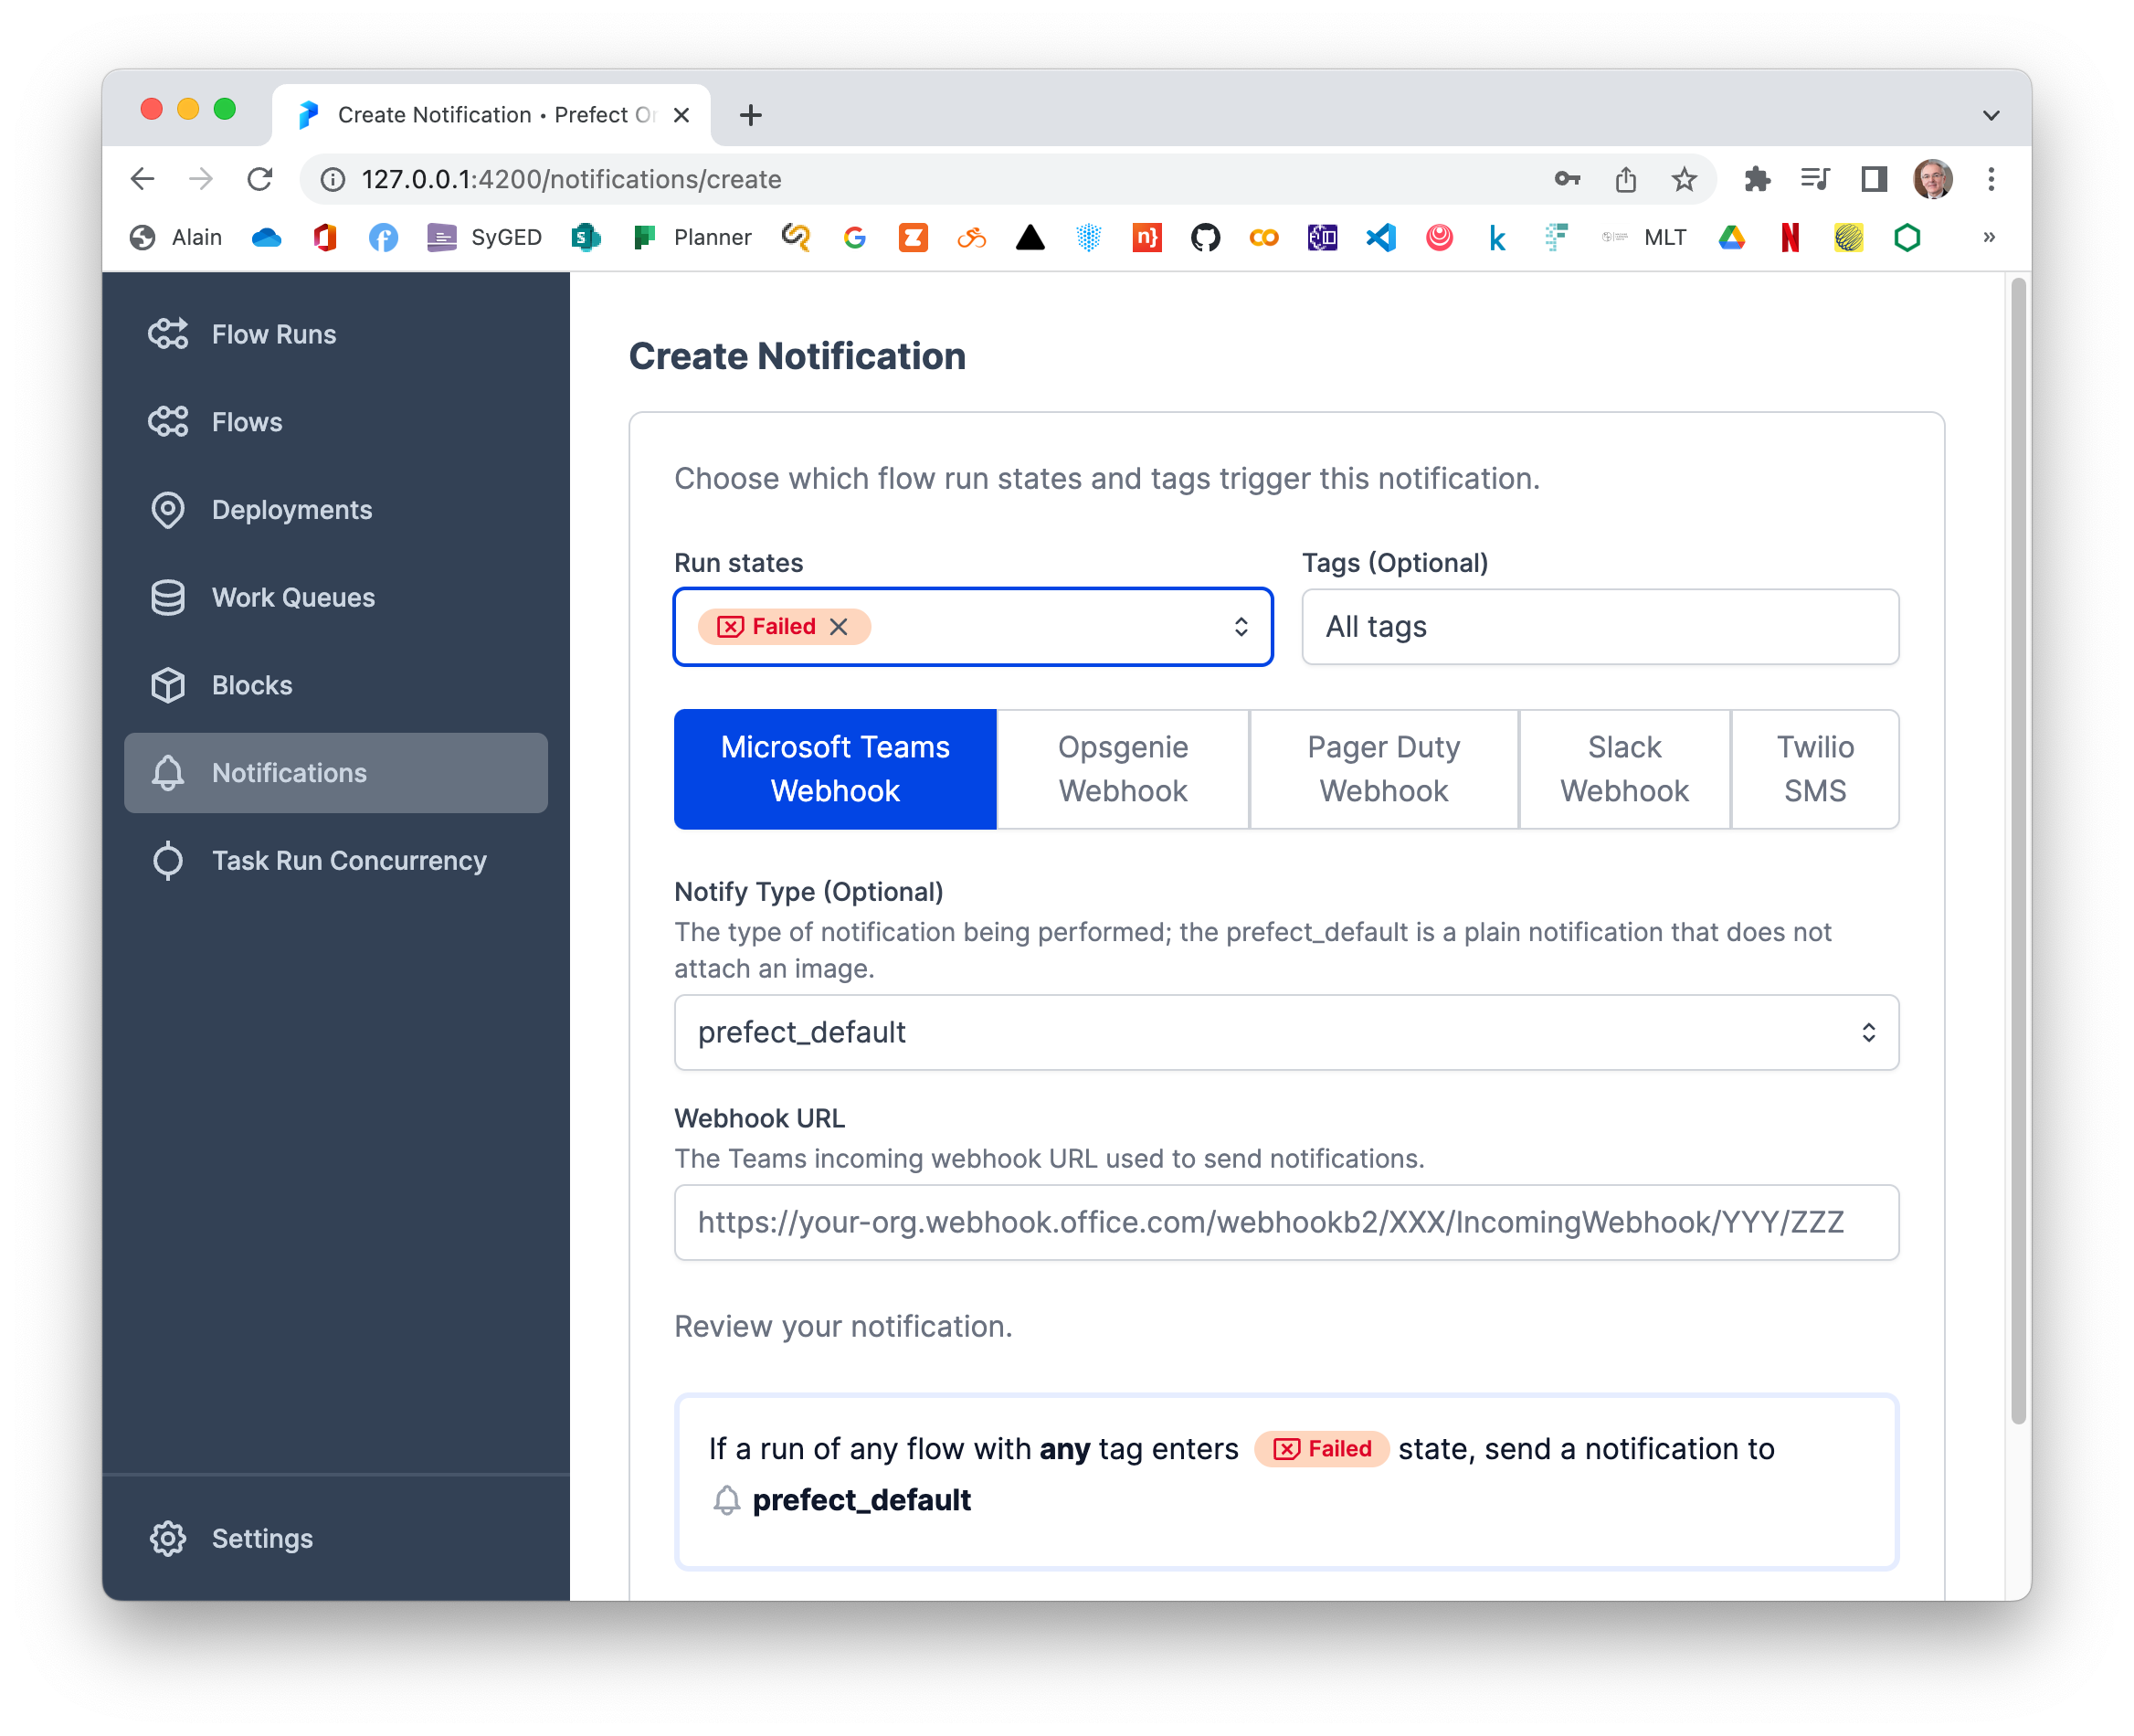 Create Notification • Prefect Or
127.0.0.1:4200/notifications/create
Alain
SyGED
Planner
MLT
»
Flow Runs
Flows
Deployments
Work Queues
Blocks
Notifications
Task Run Concurrency
Settings
Create Notification
Choose which flow run states and tags trigger this notification.
Run states
Tags (Optional)
Failed
All tags
Microsoft Teams
Webhook
Opsgenie
Webhook
Pager Duty
Webhook
Slack
Webhook
Twilio
SMS
Notify Type (Optional)
The type of notification being performed; the prefect_default is a plain notification that does not
attach an image.
prefect_default
Webhook URL
The Teams incoming webhook URL used to send notifications.
https://your-org.webhook.office.com/webhookb2/XXX/IncomingWebhook/YYY/ZZZ
Review your notification.
If a run of any flow with any tag enters Failed state, send a notification to
prefect_default